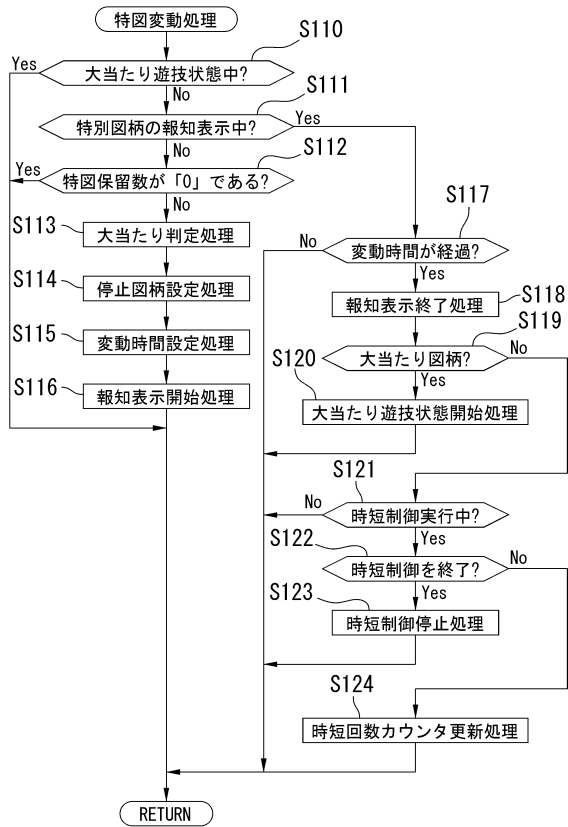 特図変動処理
S110
大当たり遊技状態中?
Yes
No
S111
特別図柄の報知表示中?
Yes
No
S112
特図保留数が「0」である?
Yes
No
S113
大当たり判定処理
S114
停止図柄設定処理
S115
変動時間設定処理
S116
報知表示開始処理
S117
変動時間が経過?
No
Yes
S118
報知表示終了処理
S119
大当たり図柄?
No
Yes
S120
大当たり遊技状態開始処理
S121
時短制御実行中?
No
Yes
S122
時短制御を終了?
No
Yes
S123
時短制御停止処理
S124
時短回数カウンタ更新処理
RETURN